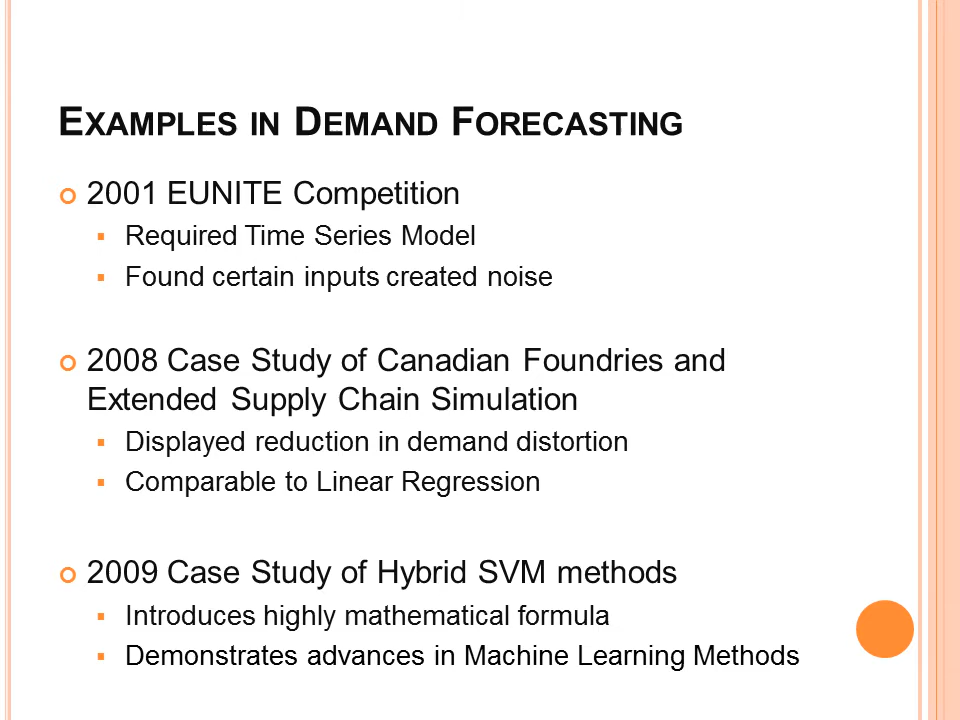 EXAMPLES IN DEMAND FORECASTING
2001 EUNITE Competition
Required Time Series Model
Found certain inputs created noise
2008 Case Study of Canadian Foundries and
Extended Supply Chain Simulation
Displayed reduction in demand distortion
Comparable to Linear Regression
2009 Case Study of Hybrid SVM methods
Introduces highly mathematical formula
Demonstrates advances in Machine Learning Methods